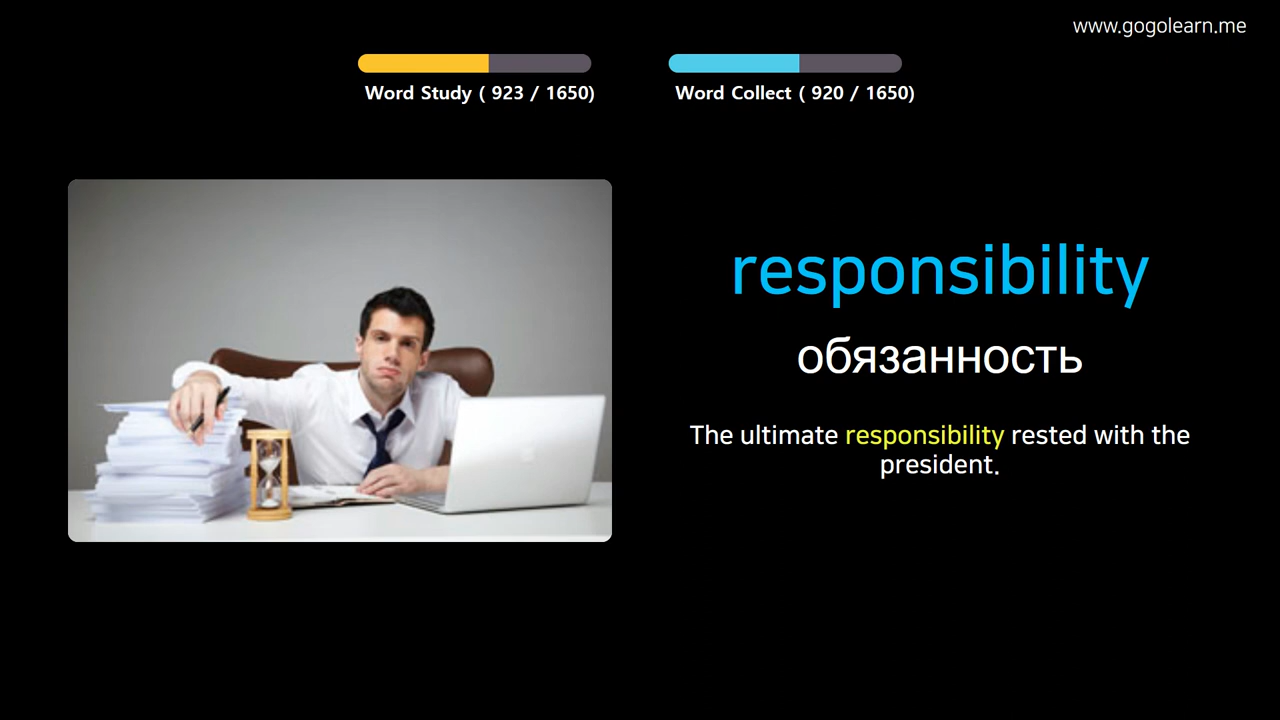 www.gogolearn.me
Word Study ( 923 / 1650)
Word Collect ( 920 / 1650)
responsibility
обязанность
The ultimate responsibility rested with the
president.